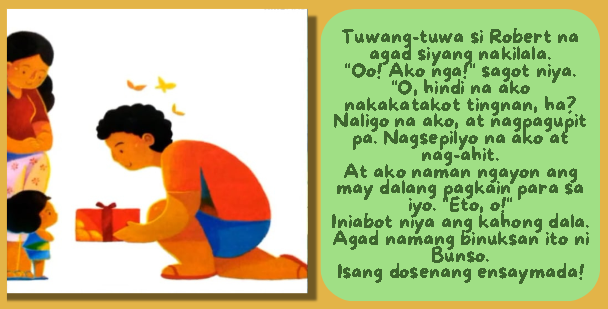 Tuwang-tuwa si Robert na
agad siyang nakilala.
"Oo! Ako nga!" sagot niya.
"O, hindi na ako
nakakatakot tingnan, ha?
Naligo na ako, at nagpagupit
pa. Nagsepilyo na ako at
nag-ahit.
At ako naman ngayon ang
may dalang pagkain para sa
iyo. "Eto, o!"
Iniabot niya ang kahong dala.
Agad namang binuksan ito ni
Bunso.
Isang dosenang ensaymada!